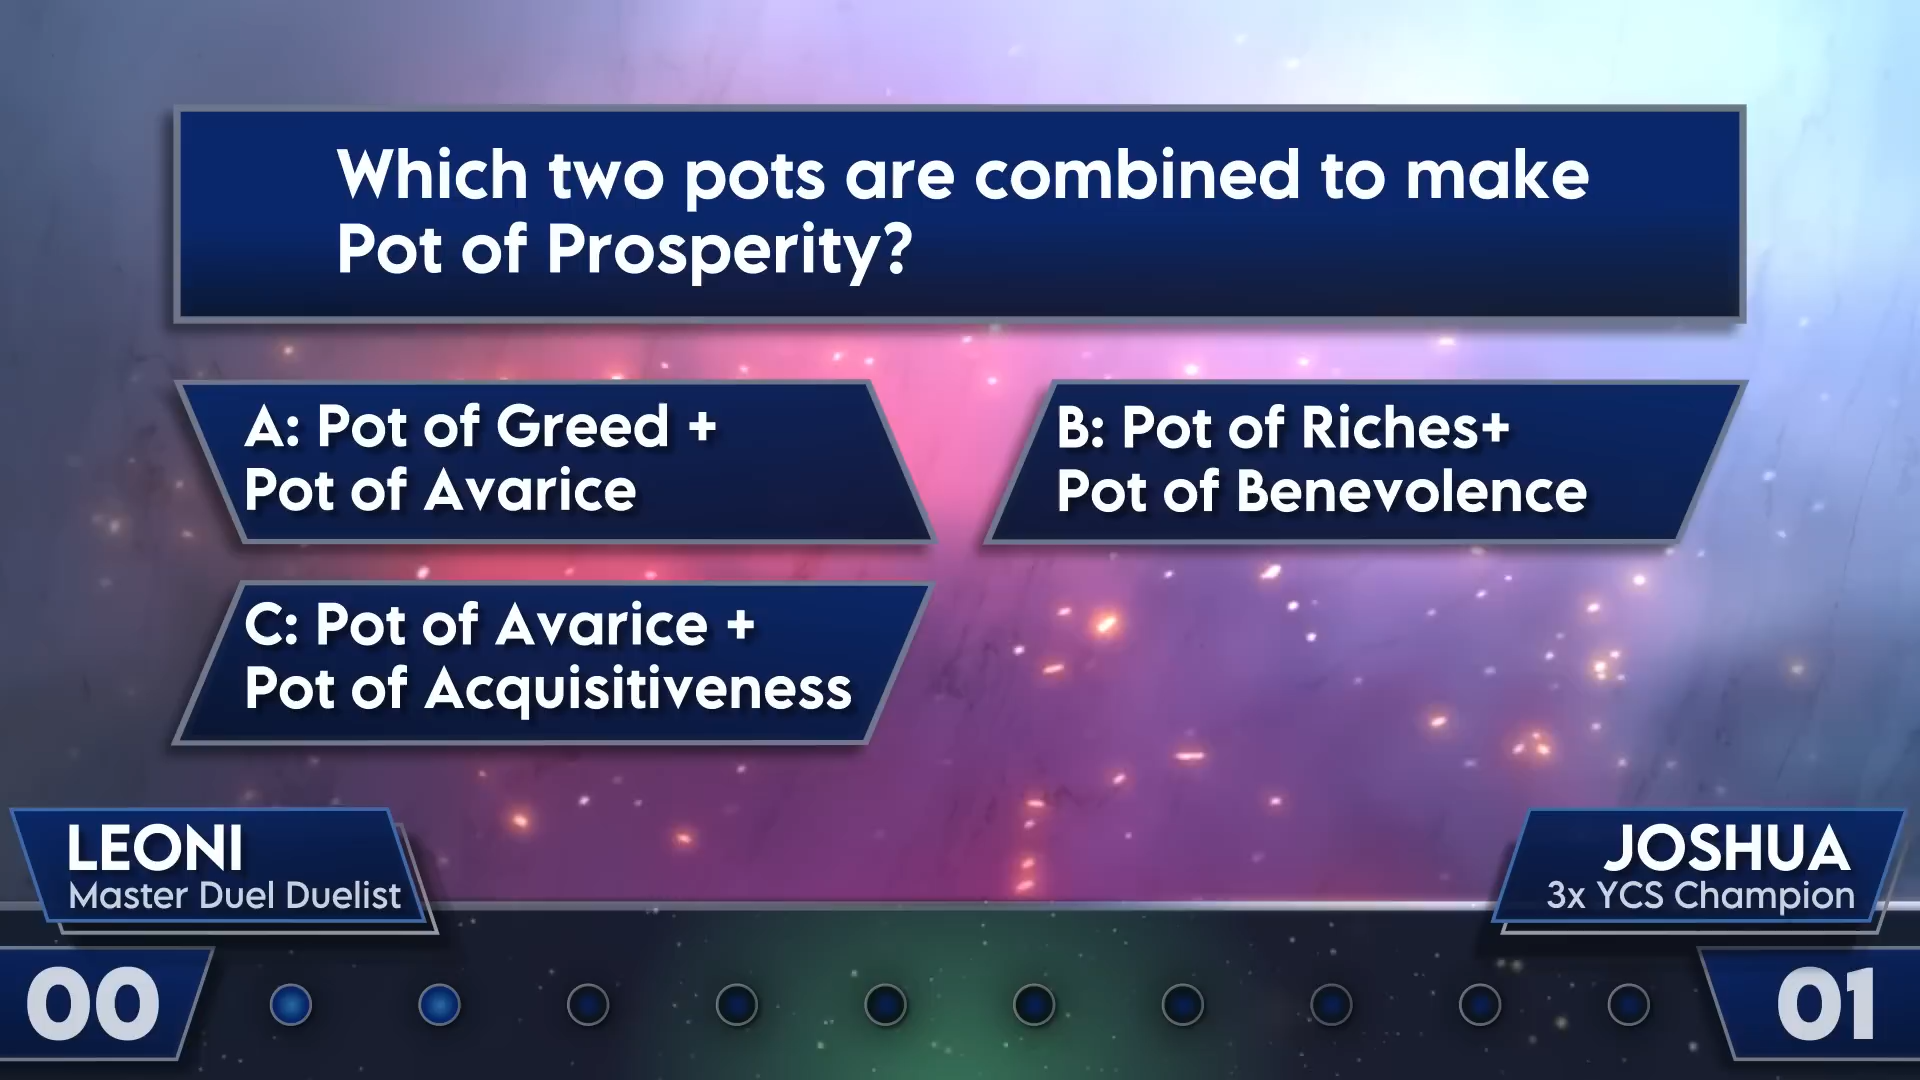 Which two pots are combined to make
Pot of Prosperity?
A: Pot of Greed +
Pot of Avarice
B: Pot of Riches+
Pot of Benevolence
C: Pot of Avarice +
Pot of Acquisitiveness
LEONI
Master Duel Duelist
JOSHUA
3x YCS Champion
00
01